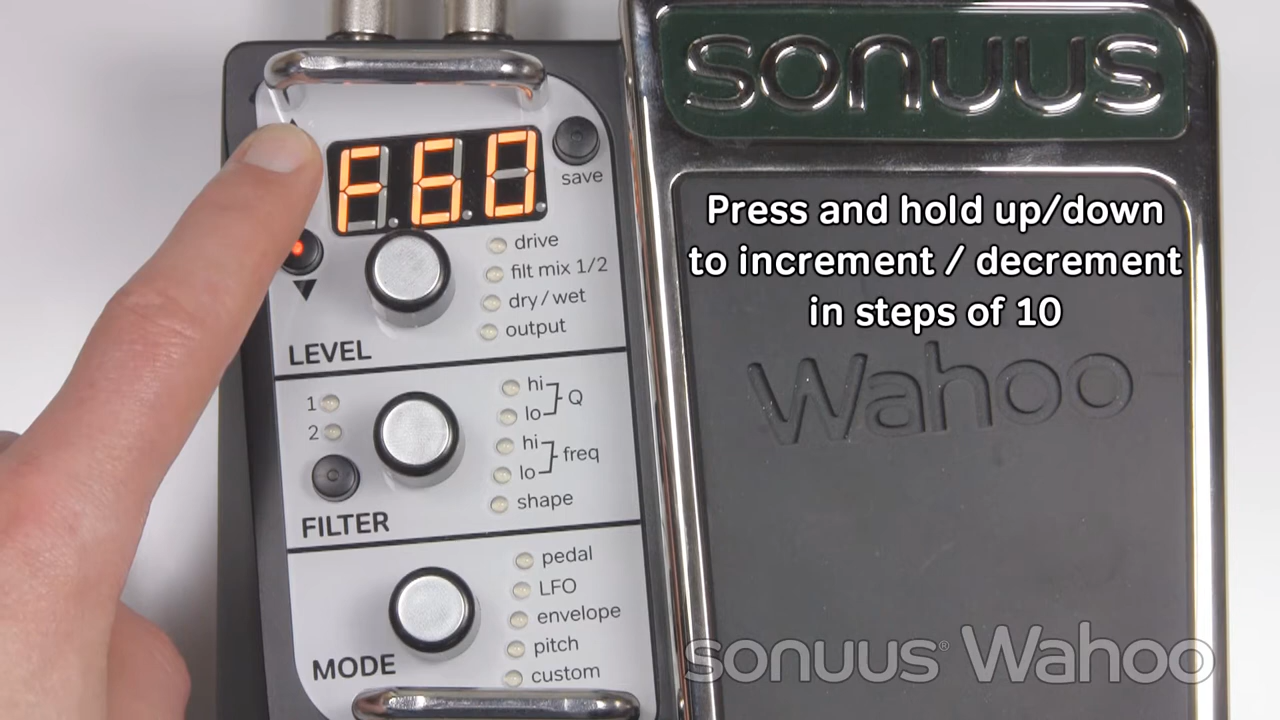 sonuus
F60
save
drive
filt mix 1/2
dry/wet
output
LEVEL
Press and hold up/down
to increment / decrement
in steps of 10
Wahoo
1
2
hi
lo
Q
hi
lo
freq
shape
FILTER
pedal
LFO
envelope
pitch
custom
MODE
sonuus® Wahoo